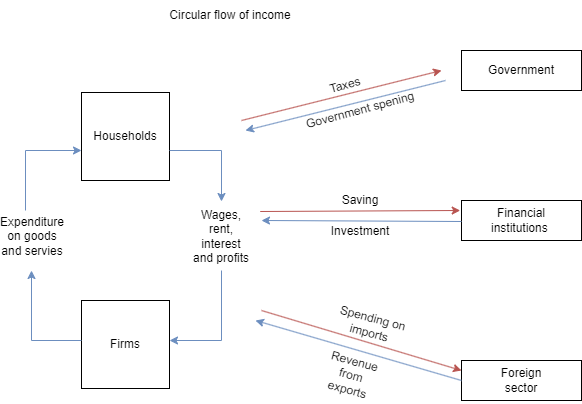 Circular flow of income
Government
Taxes
Government spening
Households
Expenditure
on goods
and servies
Wages,
rent,
interest
and profits
Saving
Investment
Financial
institutions
Firms
Spending on
imports
Revenue
from
exports
Foreign
sector